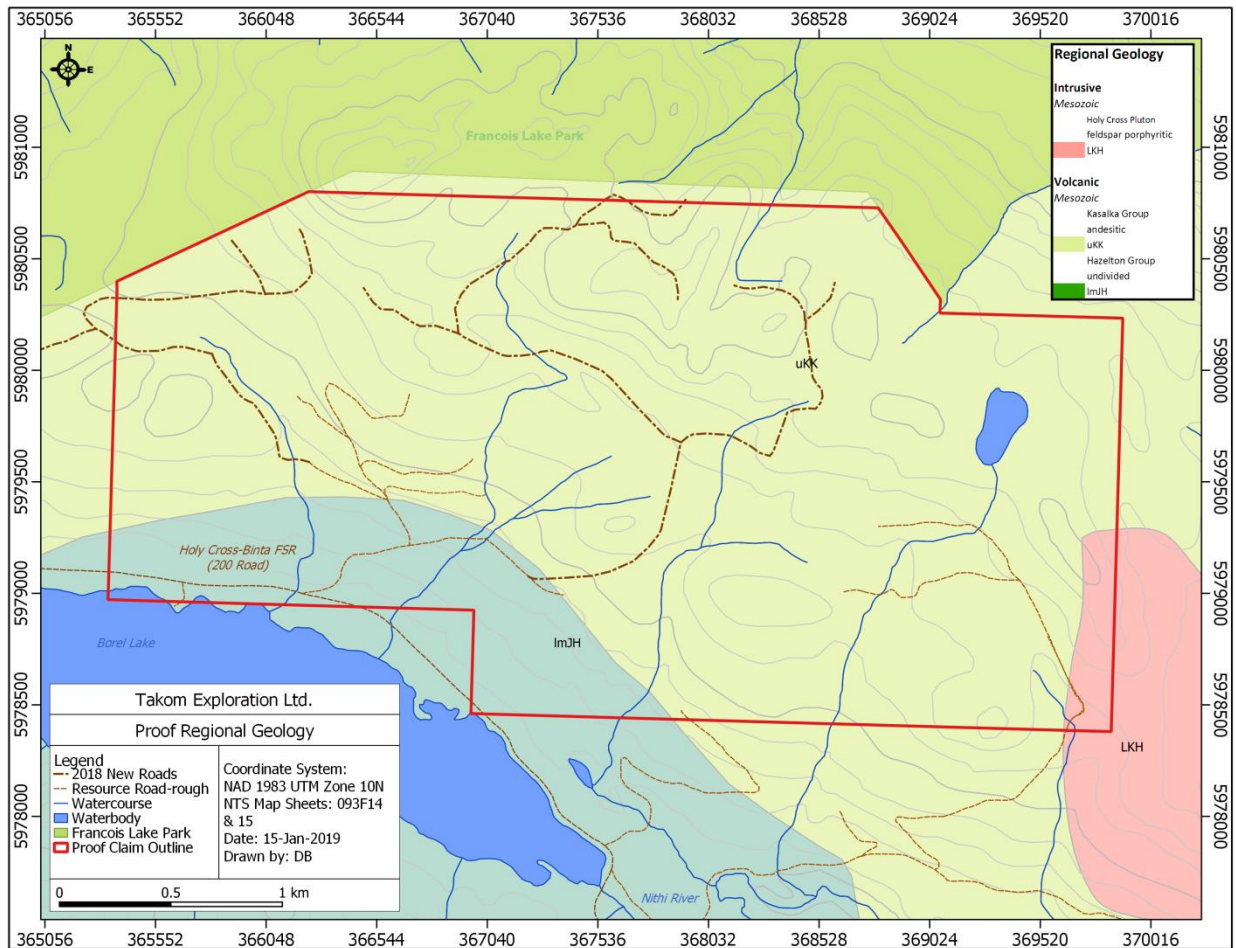 365056 365552 366048 366544 367040 367536 368032 368528 369024 369520 370016
N
E
Regional Geology
Intrusive
Mesozoic
Holy Cross Pluton
feldspar porphyritic
LKH
Volcanic
Mesozoic
Kasalka Group
andesitic
uKK
Hazelton Group
undivided
lmJH
Francois Lake Park
5981000 5981000
5980500 5980500
5980000 5980000
uKK
5979500 5979500
Holy Cross-Binta FSR
(200 Road)
5979000 5979000
Borel Lake
lmJH
5978500 5978500
LKH
5978000 5978000
Nithi River
Takom Exploration Ltd.
Proof Regional Geology
Legend
2018 New Roads
Resource Road-rough
Watercourse
Waterbody
Francois Lake Park
Proof Claim Outline
Coordinate System:
NAD 1983 UTM Zone 10N
NTS Map Sheets: 093F14
& 15
Date: 15-Jan-2019
Drawn by: DB
0 0.5 1 km
365056 365552 366048 366544 367040 367536 368032 368528 369024 369520 370016